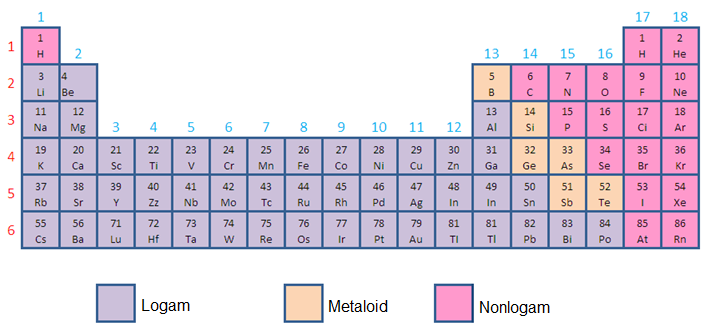 1 17 18
1 1 1 2
H H He
2 13 14 15 16
2 3 4 5 6 7 8 9 10
Li Be B C N O F Ne
3 11 12 13 14 15 16 17 18
Na Mg Al Si P S Ci Ar
3 4 5 6 7 8 9 10 11 12
4 19 20 21 22 23 24 25 26 27 28 29 30 31 32 33 34 35 36
K Ca Sc Ti V Cr Mn Fe Co Ni Cu Zn Ga Ge As Se Br Kr
5 37 38 39 40 41 42 43 44 45 46 47 48 49 50 51 52 53 54
Rb Sr Y Zz Nb Mo Tc Ru Rh Pd Ag In In Sn Sb Te I Xe
6 55 56 71 72 73 74 75 76 77 78 79 81 81 82 83 84 85 86
Cs Ba Lu Hf Ta W Re Os Ir Pt Au TI Tl Pb Bi Po At Rn
Logam Metaloid Nonlogam